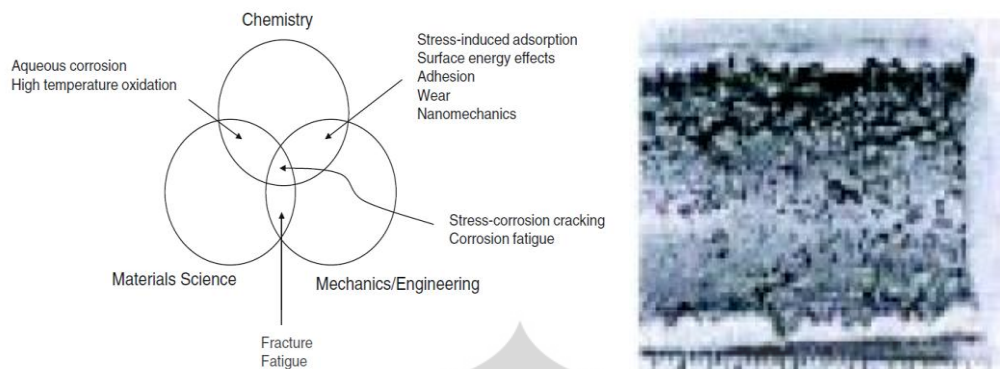 Chemistry
Aqueous corrosion
High temperature oxidation
Stress-induced adsorption
Surface energy effects
Adhesion
Wear
Nanomechanics
Stress-corrosion cracking
Corrosion fatigue
Materials Science
Mechanics/Engineering
Fracture
Fatigue